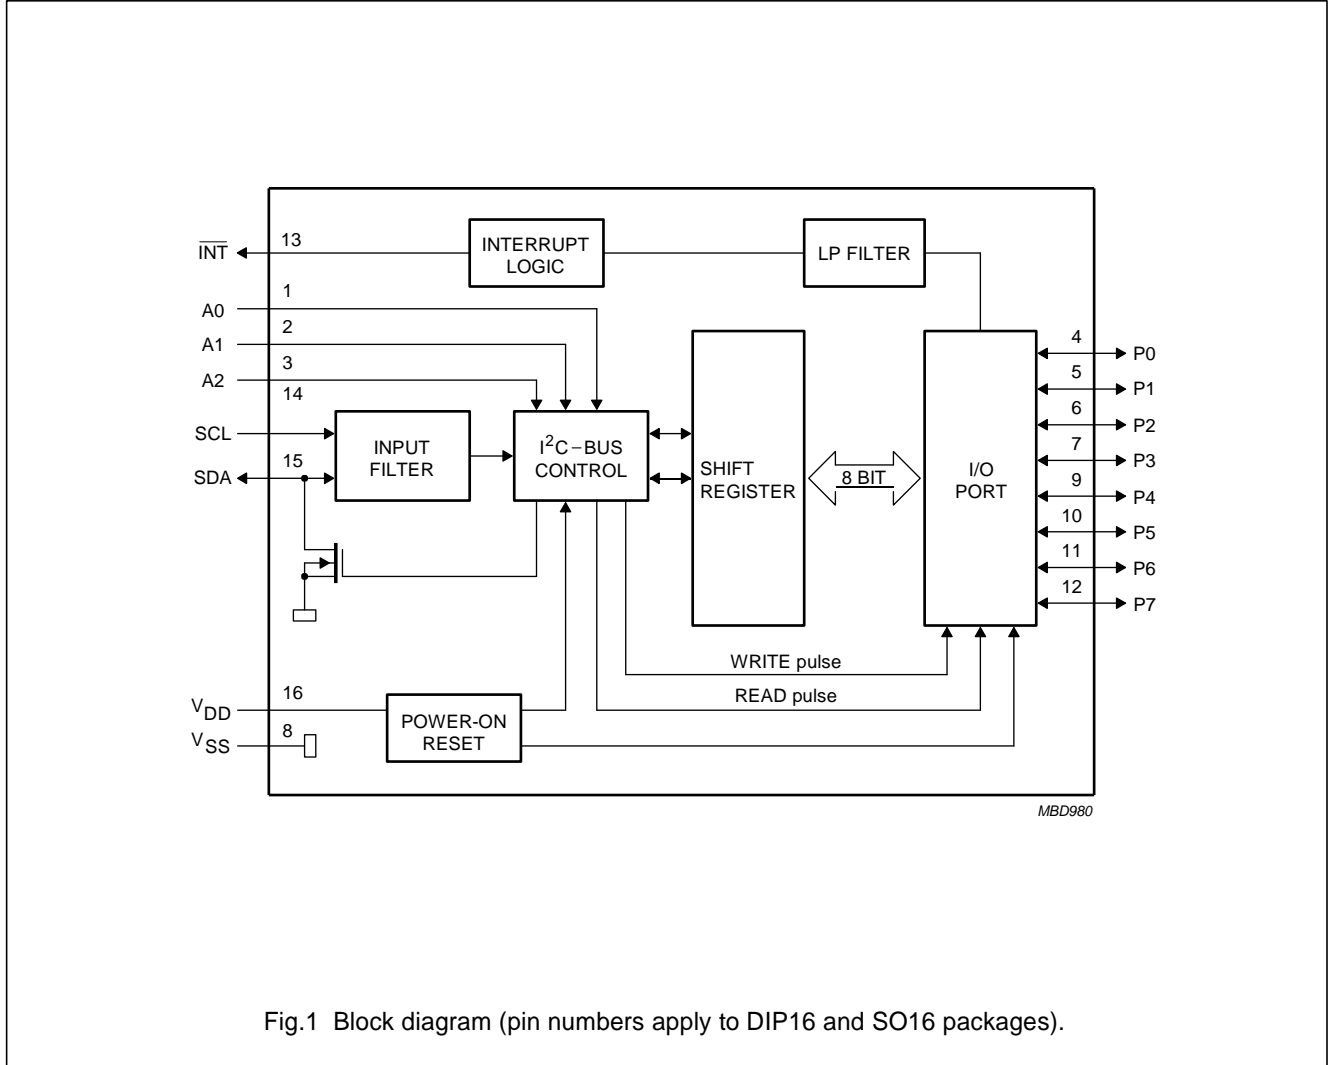 13
INT
INTERRUPT
LOGIC
LP FILTER
1
A0
2
A1
3
A2
14
SCL
15
SDA
INPUT
FILTER
I²C–BUS
CONTROL
SHIFT
REGISTER
8 BIT
I/O
PORT
4
P0
5
P1
6
P2
7
P3
9
P4
10
P5
11
P6
12
P7
WRITE pulse
READ pulse
16
VDD
8
VSS
POWER-ON
RESET
MBD980
Fig.1 Block diagram (pin numbers apply to DIP16 and SO16 packages).